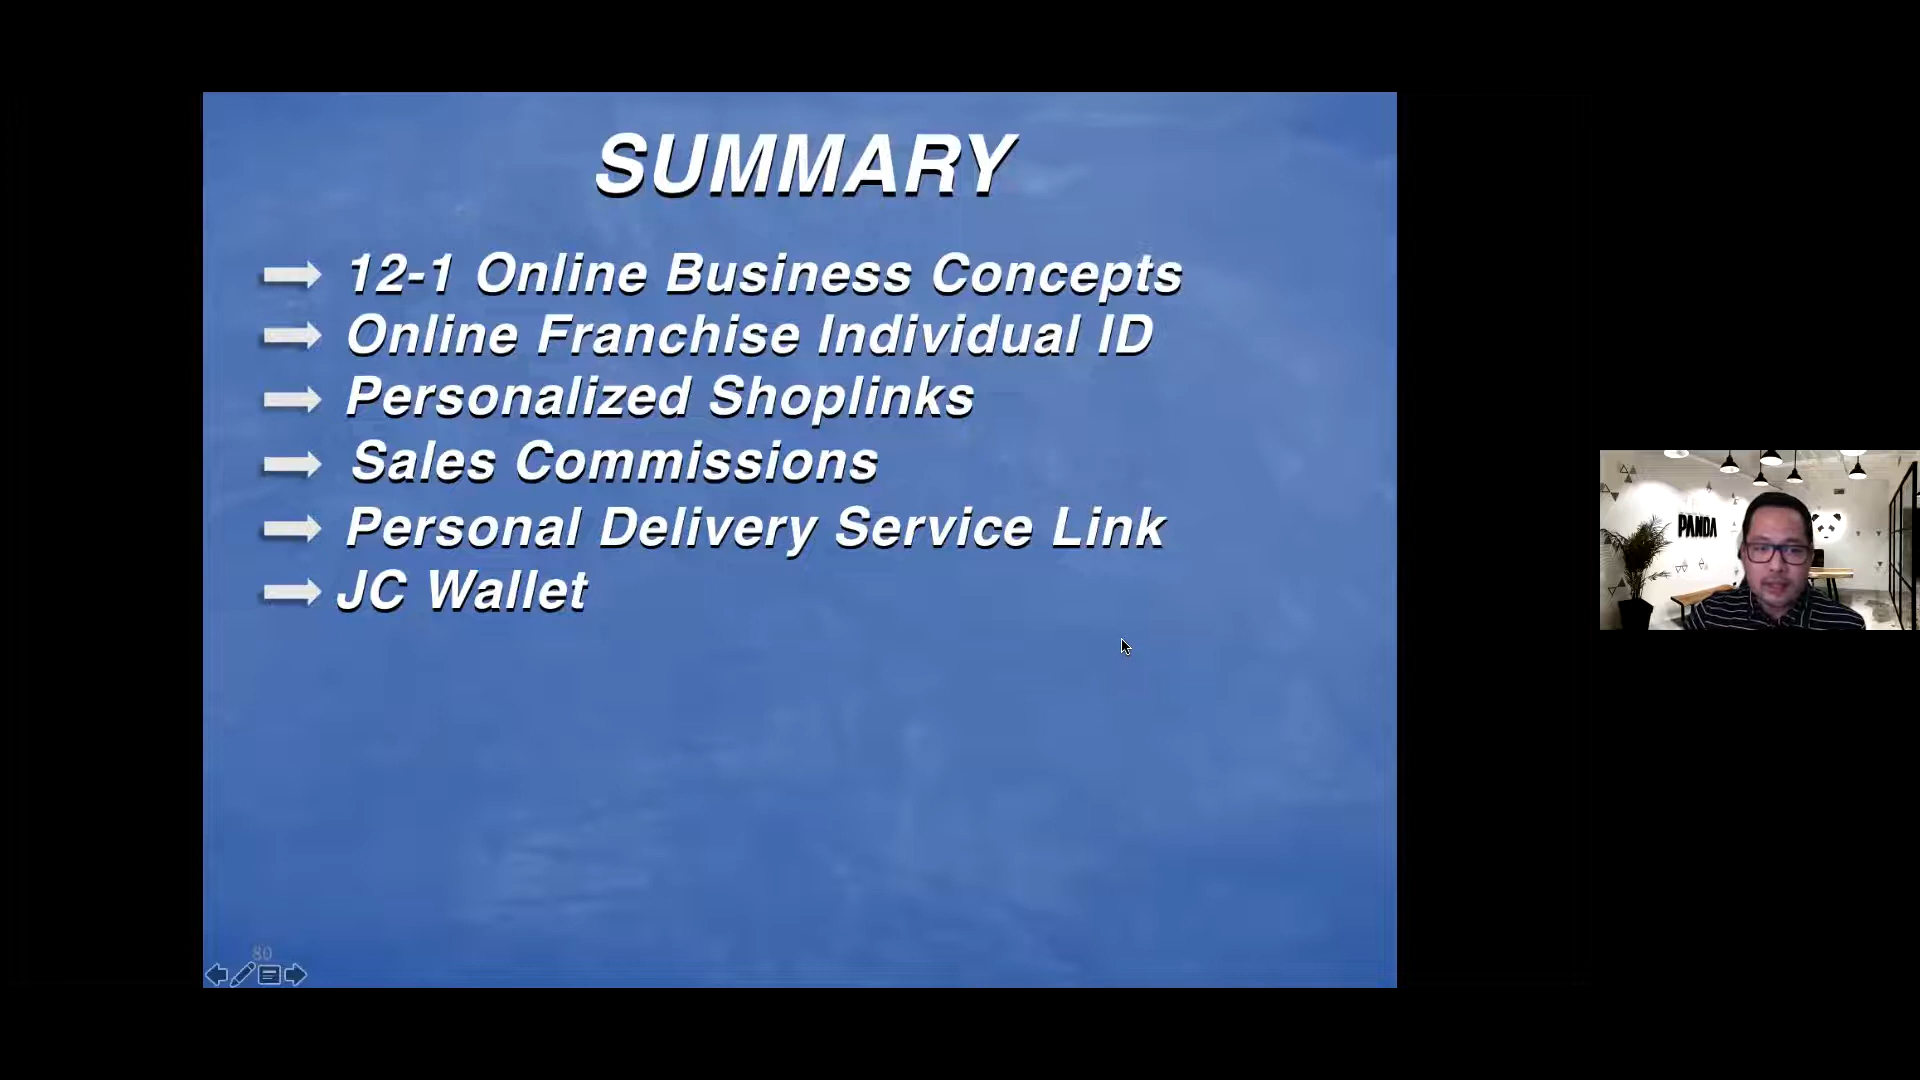 SUMMARY
12-1 Online Business Concepts
Online Franchise Individual ID
Personalized Shoplinks
Sales Commissions
Personal Delivery Service Link
JC Wallet
80
PANDA